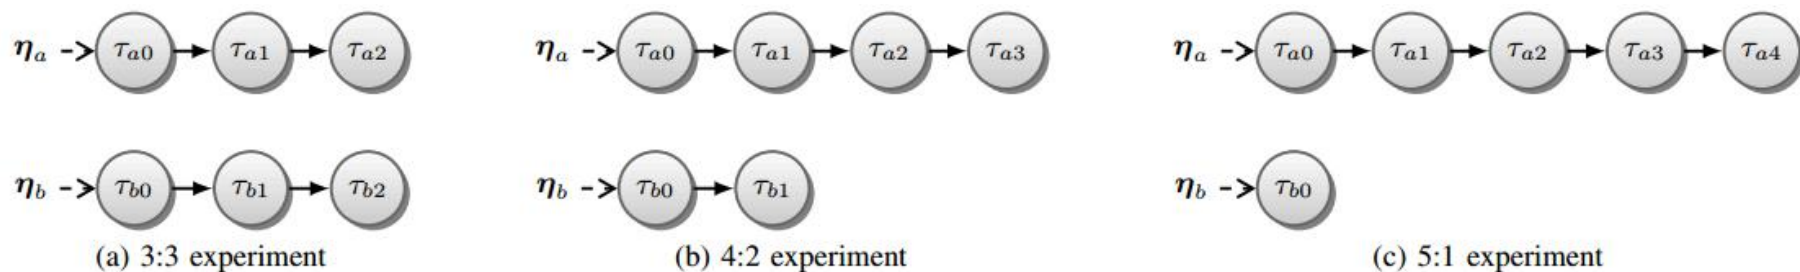 ηa τa0 τa1 τa2
ηb τb0 τb1 τb2
(a) 3:3 experiment
ηa τa0 τa1 τa2 τa3
ηb τb0 τb1
(b) 4:2 experiment
ηa τa0 τa1 τa2 τa3 τa4
ηb τb0
(c) 5:1 experiment